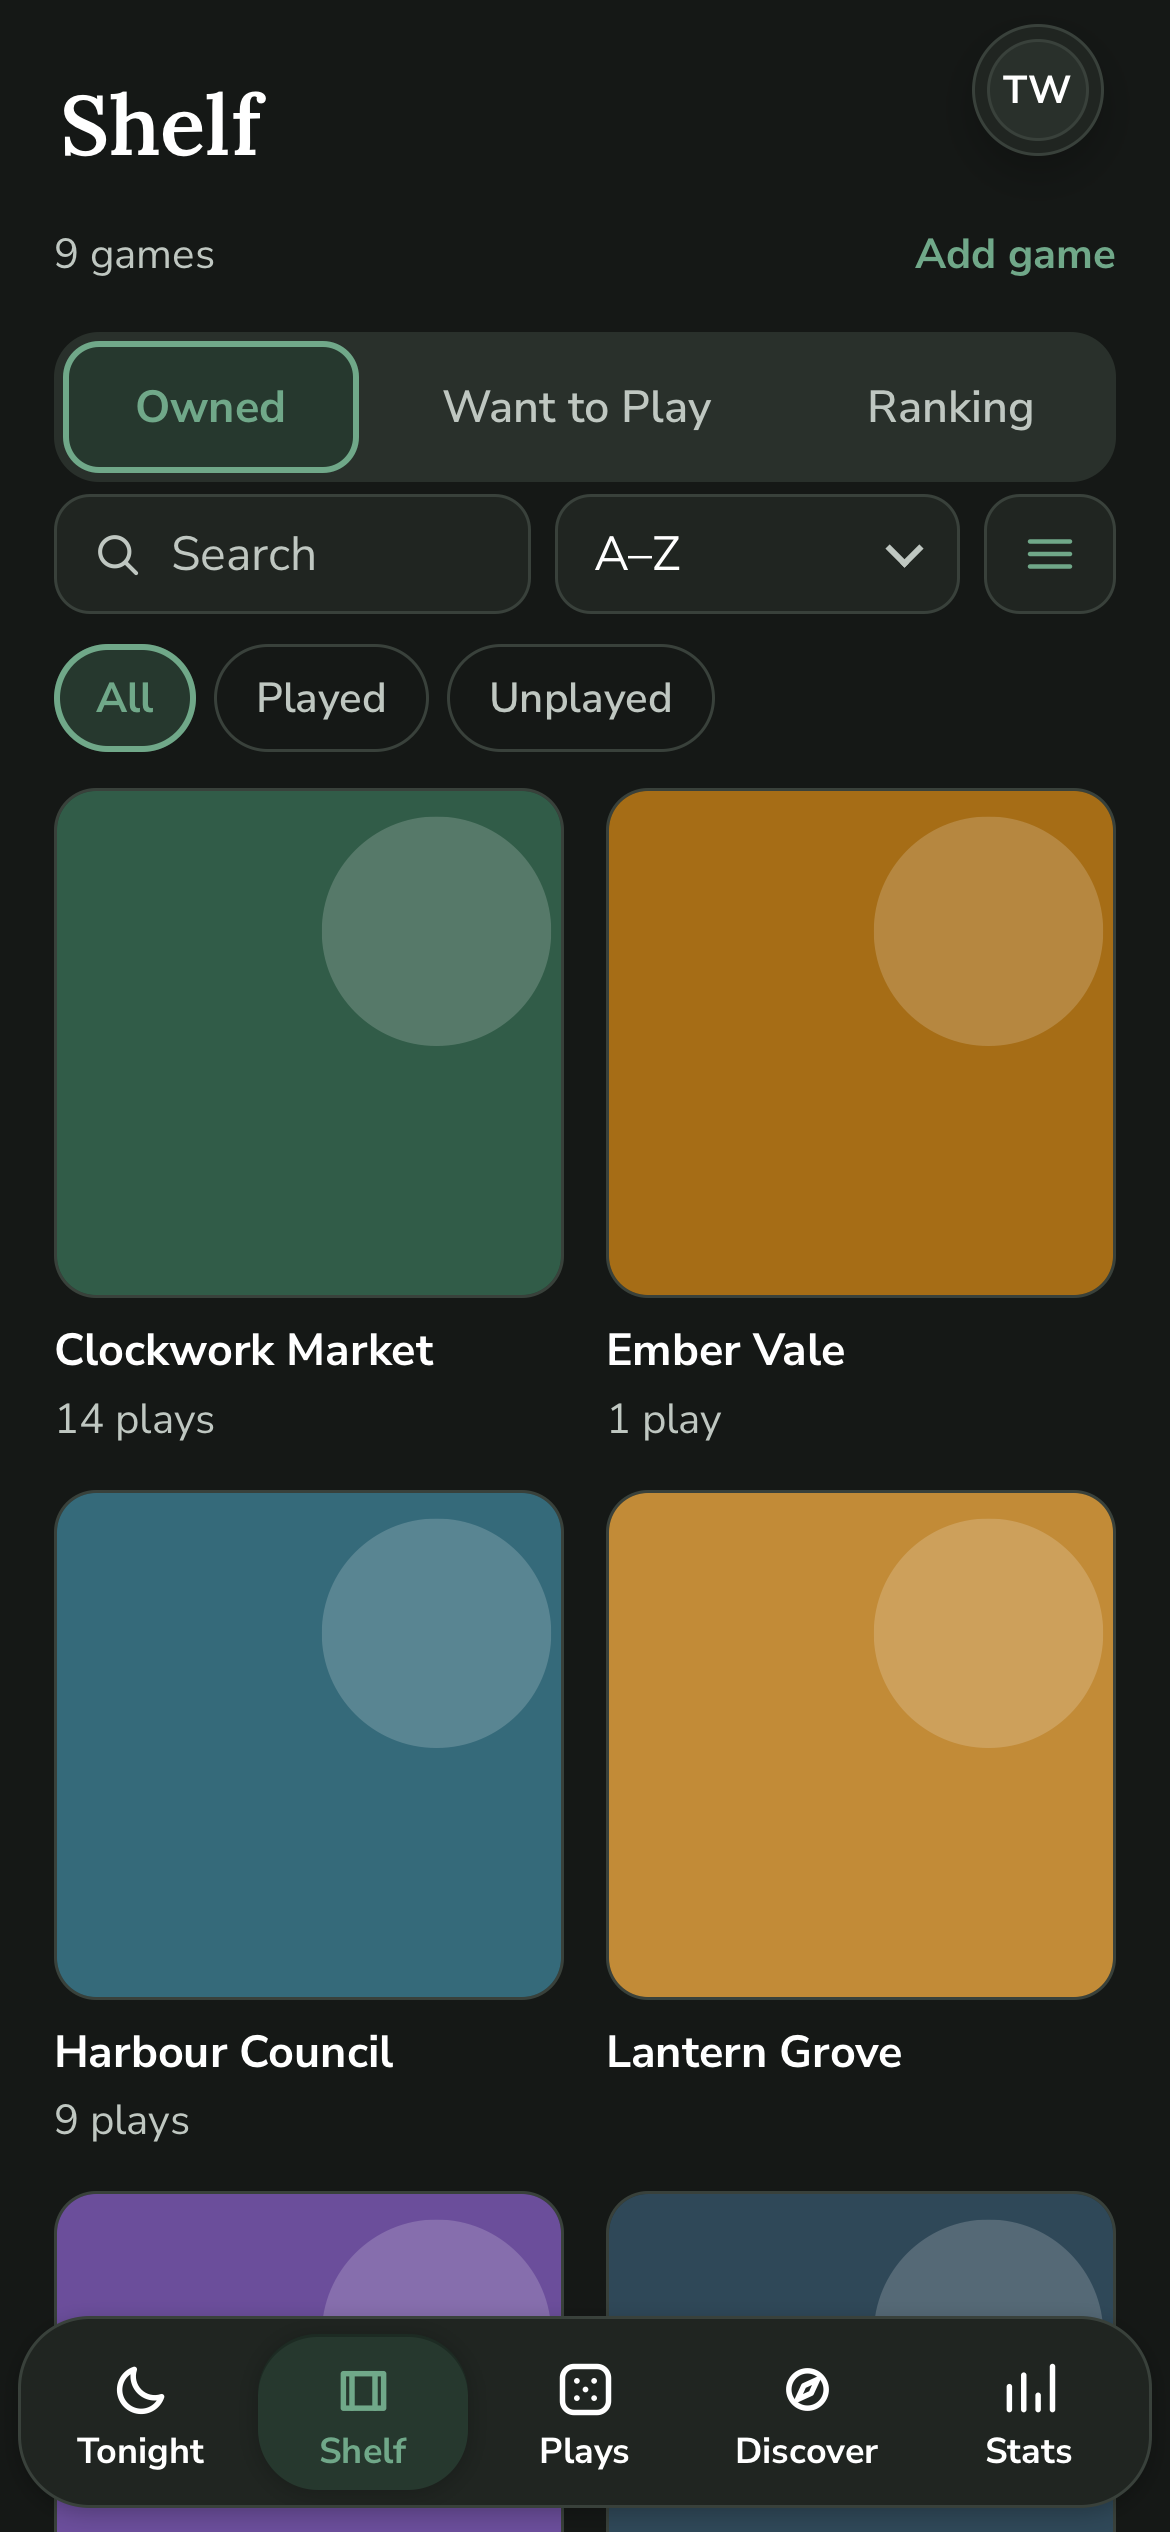 Shelf
TW
9 games
Add game
Owned
Want to Play
Ranking
Search
A–Z
All
Played
Unplayed
Clockwork Market
14 plays
Ember Vale
1 play
Harbour Council
9 plays
Lantern Grove
Tonight
Shelf
Plays
Discover
Stats